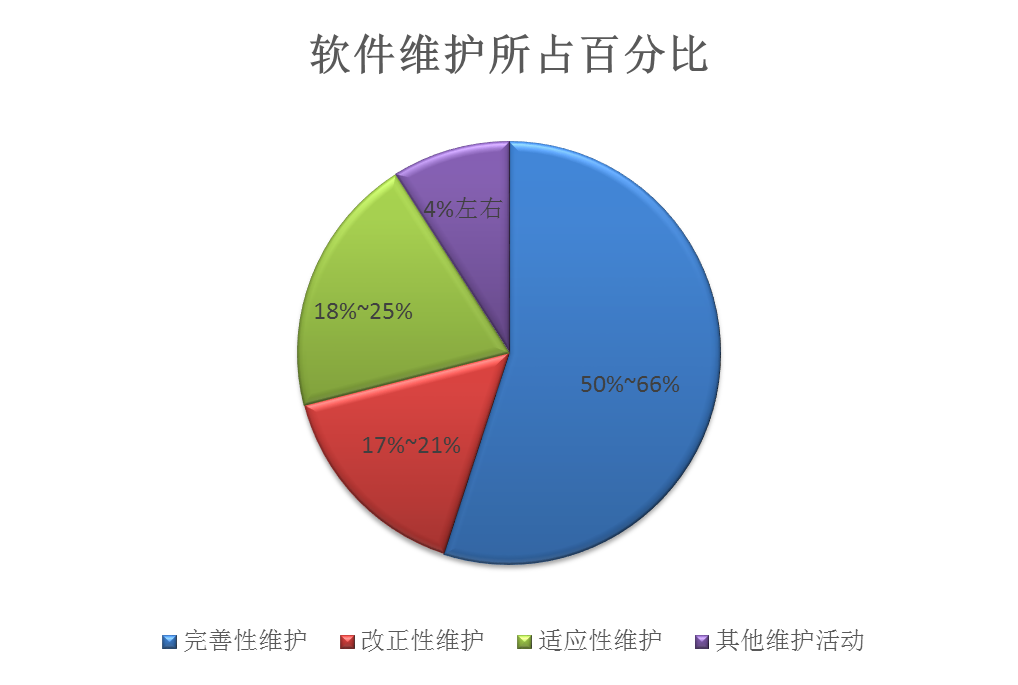 软件维护所占百分比
4%左右
18%~25%
50%~66%
17%~21%
完善性维护 改正性维护 适应性维护 其他维护活动